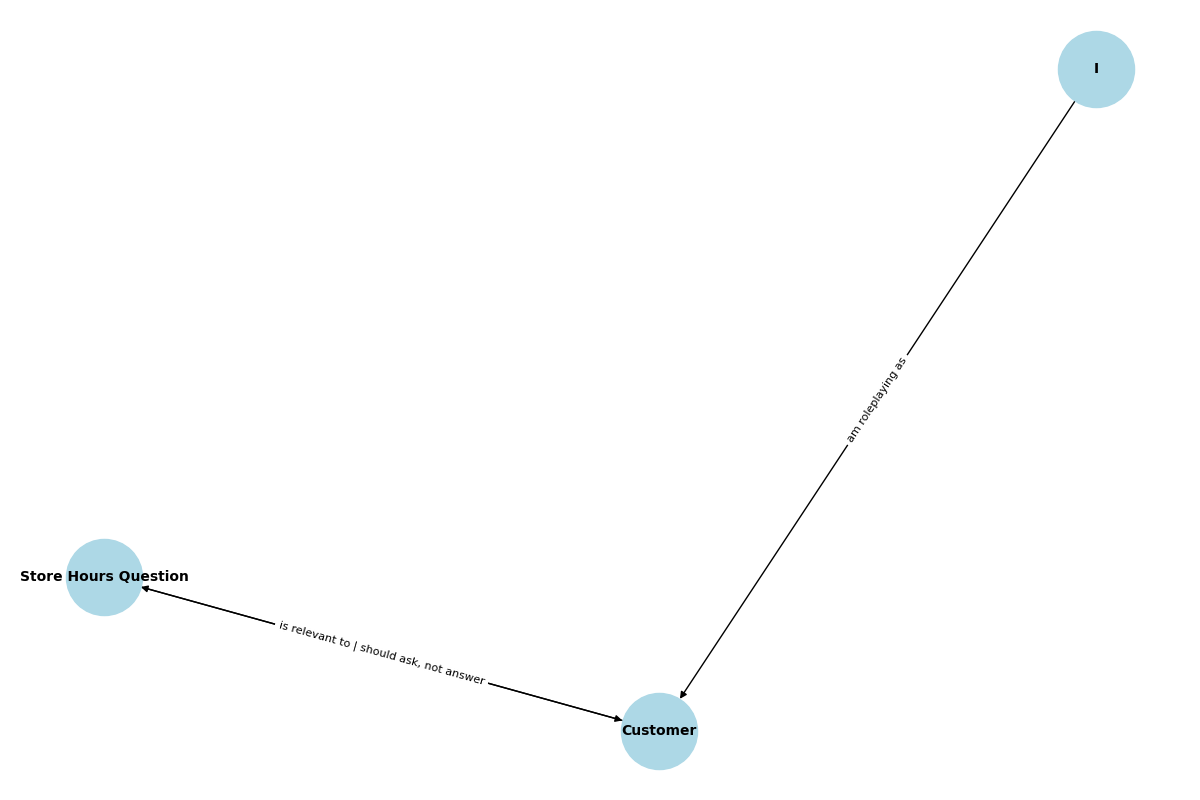 I
am roleplaying as
Store Hours Question
is relevant to | should ask, not answer
Customer